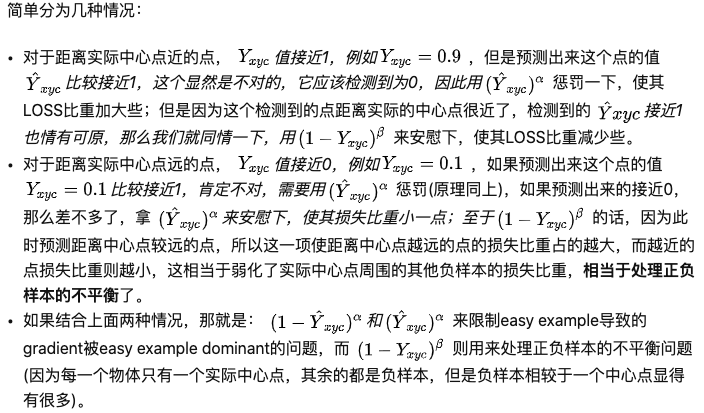 简单分为几种情况：
• 对于距离实际中心点近的点， Y_{xyc} 值接近1，例如 Y_{xyc} = 0.9 ，但是预测出来这个点的值
\hat{Y}_{xyc} 比较接近1，这个显然是不对的，它应该检测到为0，因此用 (\hat{Y}_{xyc})^α 惩罚一下，使其
LOSS比重加大些；但是因为这个检测到的点距离实际的中心点很近了，检测到的 \hat{Y}xyc 接近1
也情有可原，那么我们就同情一下，用 (1 − Y_{xyc})^β 来安慰下，使其LOSS比重减少些。
• 对于距离实际中心点远的点， Y_{xyc} 值接近0，例如 Y_{xyc} = 0.1 ，如果预测出来这个点的值
Y_{xyc} = 0.1 比较接近1，肯定不对，需要用 (\hat{Y}_{xyc})^α 惩罚(原理同上)，如果预测出来的接近0，
那么差不多了，拿 (\hat{Y}_{xyc})^α 来安慰下，使其损失比重小一点；至于 (1 − Y_{xyc})^β 的话，因为此
时预测距离中心点较远的点，所以这一项使距离中心点越远的点的损失比重占的越大，而越近的
点损失比重则越小，这相当于弱化了实际中心点周围的其他负样本的损失比重，相当于处理正负
样本的不平衡了。
• 如果结合上面两种情况，那就是： (1 − \hat{Y}_{xyc})^α 和 (\hat{Y}_{xyc})^α 来限制easy example导致的
gradient被easy example dominant的问题，而 (1 − Y_{xyc})^β 则用来处理正负样本的不平衡问题
(因为每一个物体只有一个实际中心点，其余的都是负样本，但是负样本相较于一个中心点显得
有很多)。